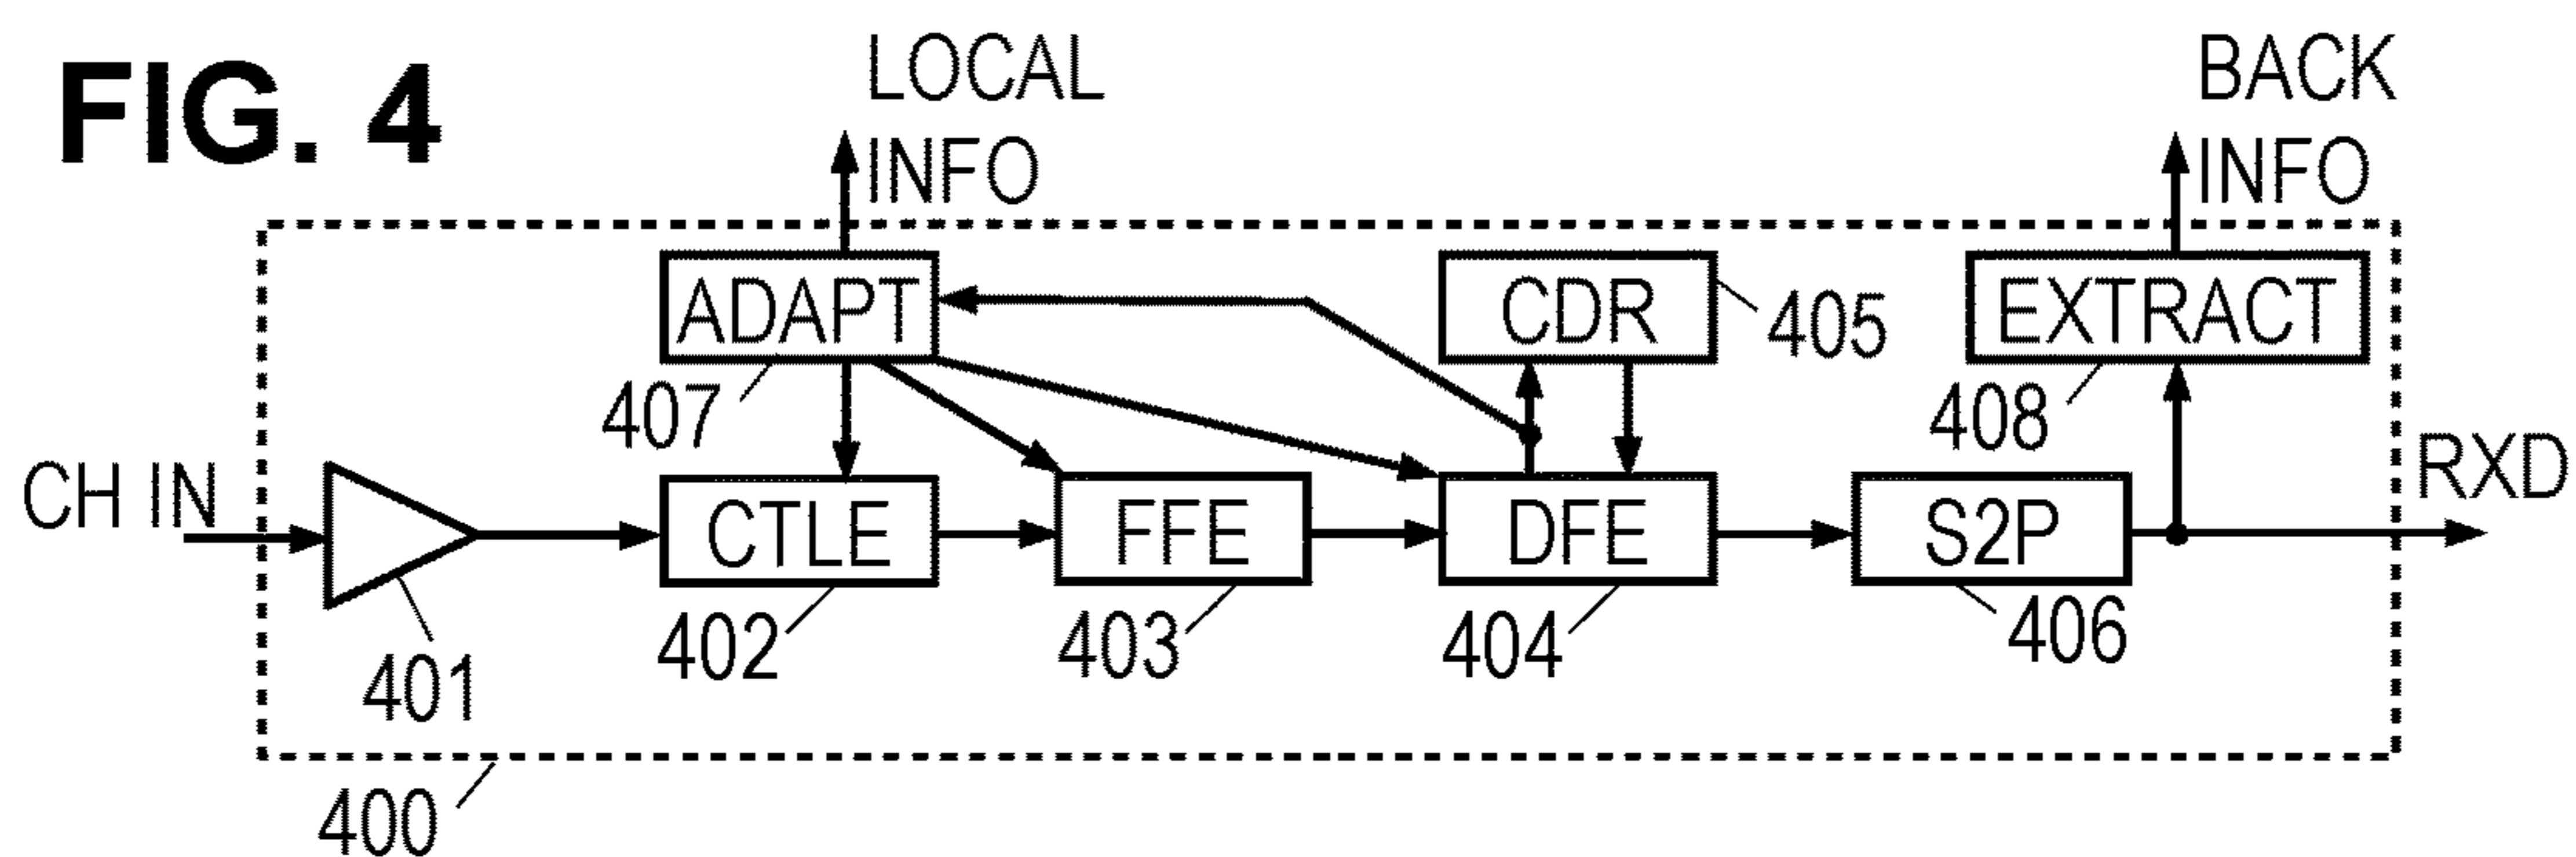 FIG. 4
LOCAL
INFO
BACK
INFO
ADAPT
CDR
405
EXTRACT
407
408
CH IN
RXD
CTLE
FFE
DFE
S2P
401
402
403
404
406
400